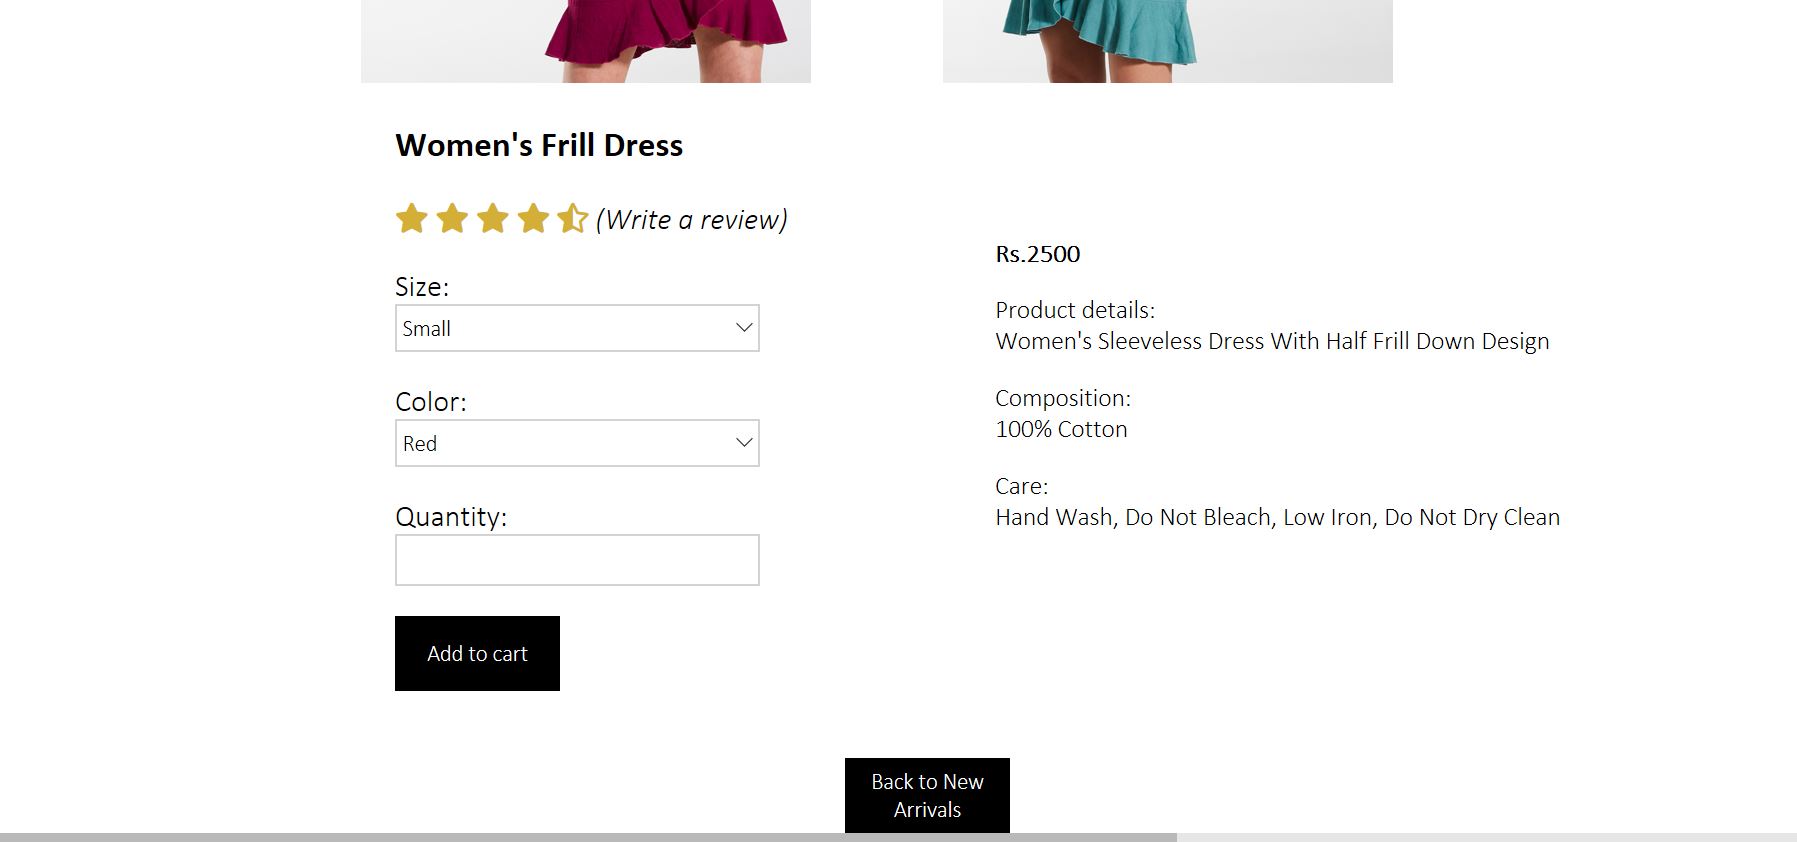 Women's Frill Dress
(Write a review)
Size:
Small
Color:
Red
Quantity:
Add to cart
Rs.2500
Product details:
Women's Sleeveless Dress With Half Frill Down Design
Composition:
100% Cotton
Care:
Hand Wash, Do Not Bleach, Low Iron, Do Not Dry Clean
Back to New
Arrivals